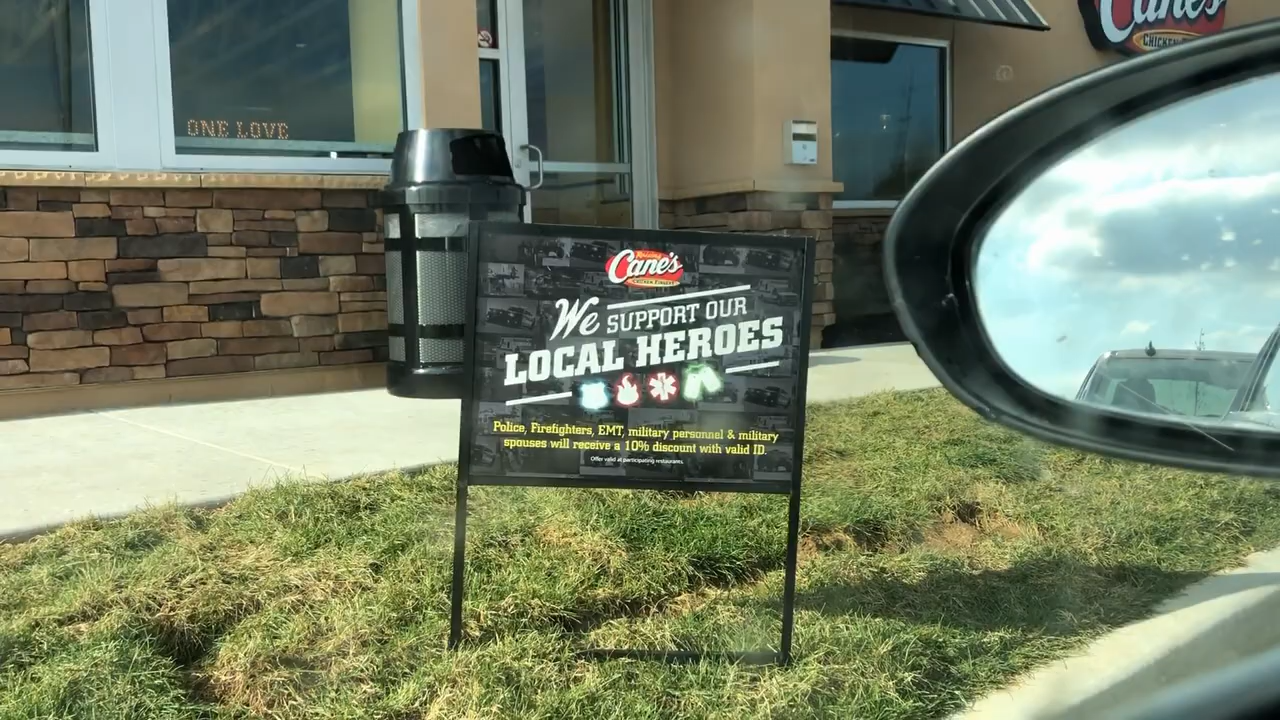 Cane's
CHICKEN
ONE LOVE
Raising
Cane's
CHICKEN FINGERS
We SUPPORT OUR
LOCAL HEROES
Police, Firefighters, EMT, military personnel & military
spouses will receive a 10% discount with valid ID.
Offer valid at participating restaurants.